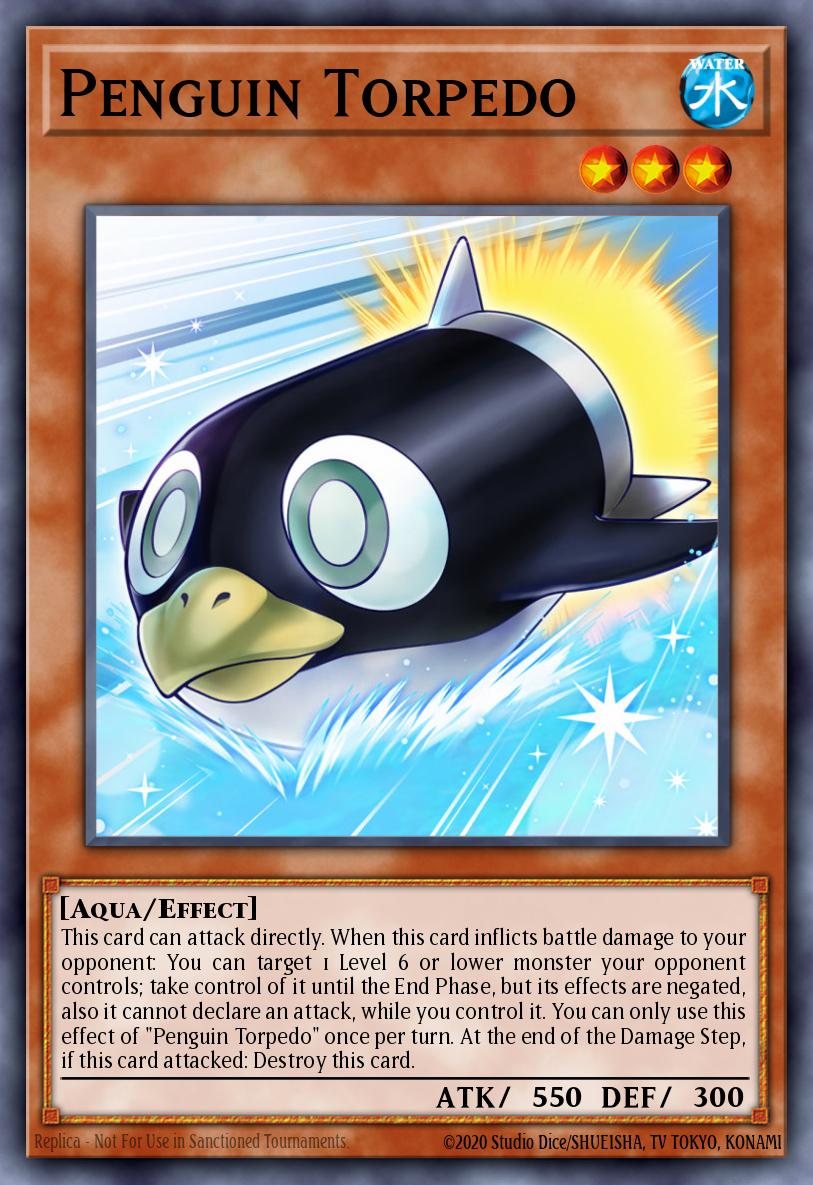 Penguin Torpedo
WATER
水
[Aqua/Effect]
This card can attack directly. When this card inflicts battle damage to your
opponent: You can target 1 Level 6 or lower monster your opponent
controls; take control of it until the End Phase, but its effects are negated,
also it cannot declare an attack, while you control it. You can only use this
effect of "Penguin Torpedo" once per turn. At the end of the Damage Step,
if this card attacked: Destroy this card.
ATK/ 550 DEF/ 300
Replica - Not For Use in Sanctioned Tournaments. ©2020 Studio Dice/SHUEISHA, TV TOKYO, KONAMI